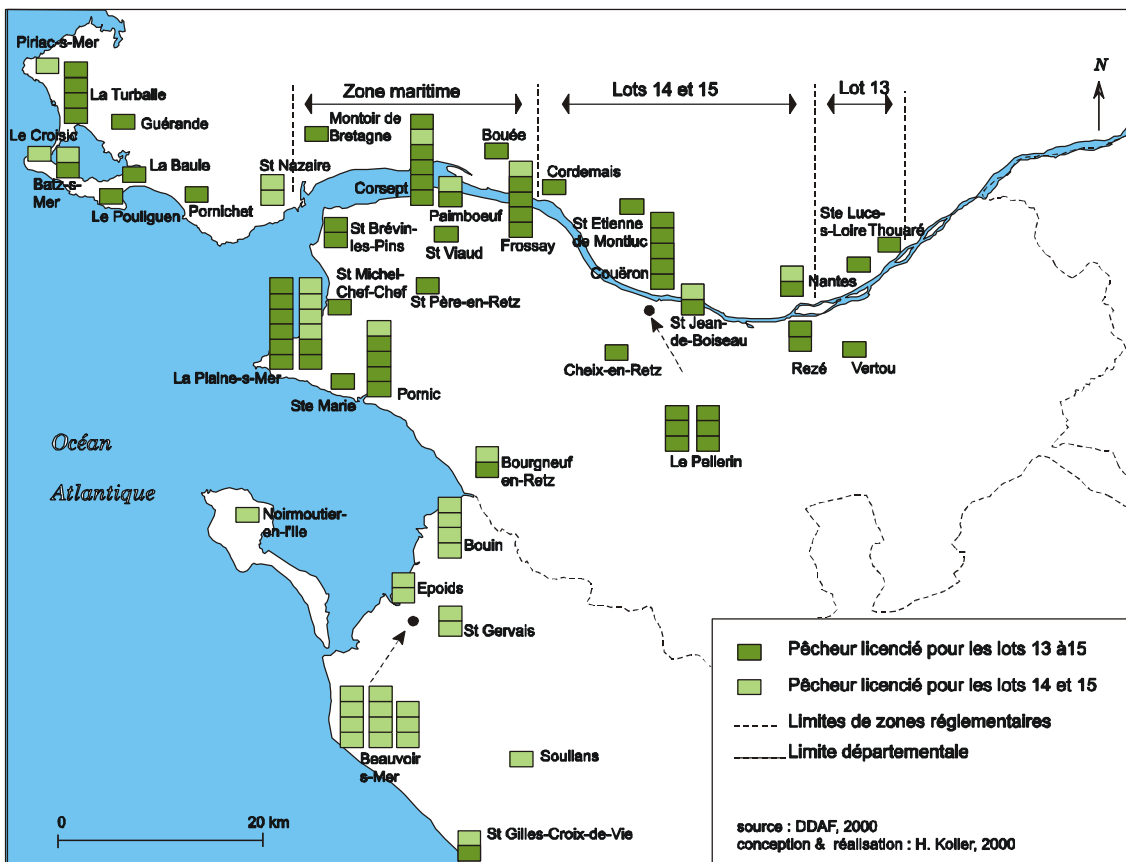 Piriac-s-Mer
La Turballe
Guérande
Le Croisic
Batz-s-
Mer
La Baule
Le Pouliguen
Pornichet
St Nazaire
Zone maritime
Lots 14 et 15
Lot 13
N
Montoir de
Bretagne
Bouée
Cordemais
Corsept
Paimboeuf
St Brévin-
les-Pins
St Viaud
Frossay
St Etienne
de Montluc
Couëron
Ste Luce-
s-Loire
Thouaré
Nantes
St Michel-
Chef-Chef
St Père-en-Retz
St Jean-
de-Boiseau
Cheix-en-Retz
Rezé
Vertou
La Plaine-s-Mer
Ste Marie
Pornic
Le Pellerin
Océan
Atlantique
Bourgneuf
en-Retz
Noirmoutier-
en-l'Ile
Bouin
Epoids
St Gervais
Beauvoir
s-Mer
Soullans
St Gilles-Croix-de-Vie
0
20 km
Pêcheur licencié pour les lots 13 à15
Pêcheur licencié pour les lots 14 et 15
Limites de zones réglementaires
Limite départementale
source : DDAF, 2000
conception & réalisation : H. Koller, 2000